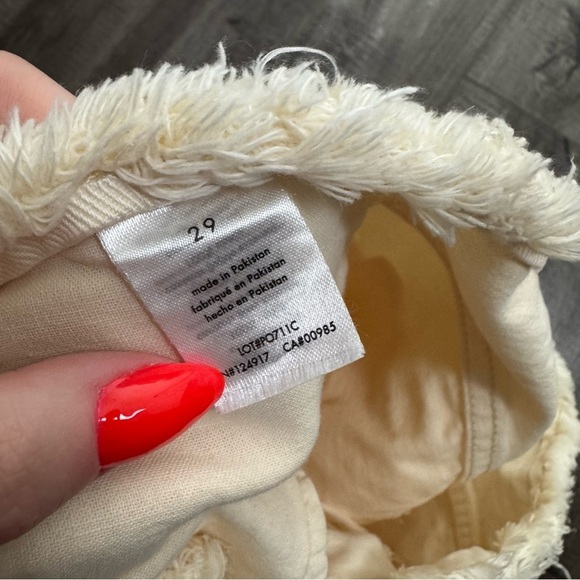 29
made in Pakistan
fabriqué en Pakistan
hecho en Pakistan
LOT#PO711C
N#124917 CA#00985